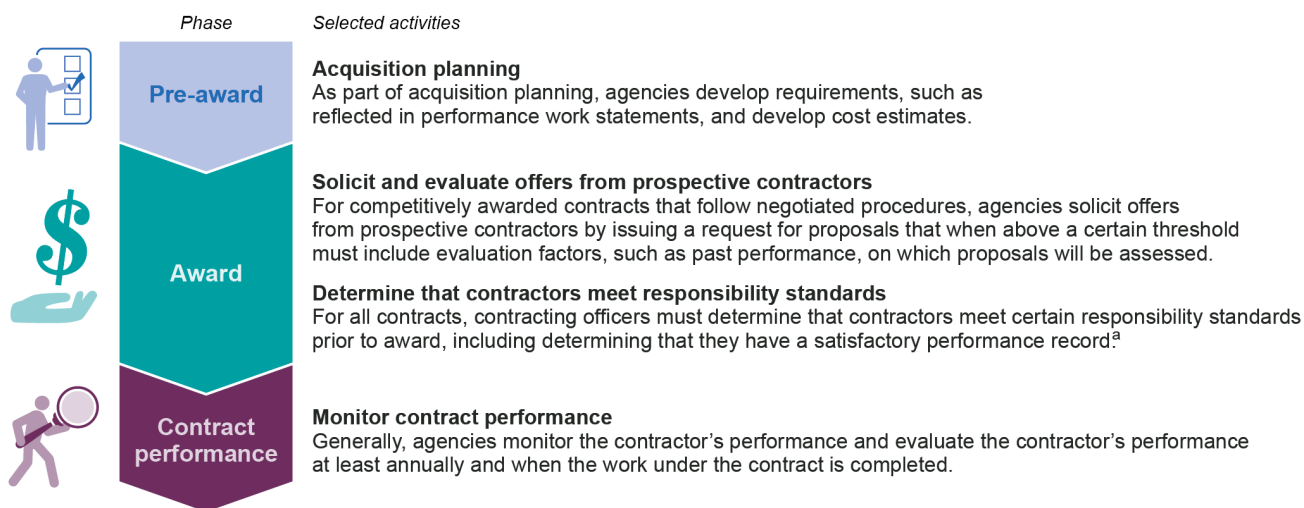 Phase Selected activities
Pre-award
Acquisition planning
As part of acquisition planning, agencies develop requirements, such as
reflected in performance work statements, and develop cost estimates.
Award
Solicit and evaluate offers from prospective contractors
For competitively awarded contracts that follow negotiated procedures, agencies solicit offers
from prospective contractors by issuing a request for proposals that when above a certain threshold
must include evaluation factors, such as past performance, on which proposals will be assessed.
Determine that contractors meet responsibility standards
For all contracts, contracting officers must determine that contractors meet certain responsibility standards
prior to award, including determining that they have a satisfactory performance record.a
Contract
performance
Monitor contract performance
Generally, agencies monitor the contractor's performance and evaluate the contractor's performance
at least annually and when the work under the contract is completed.
$